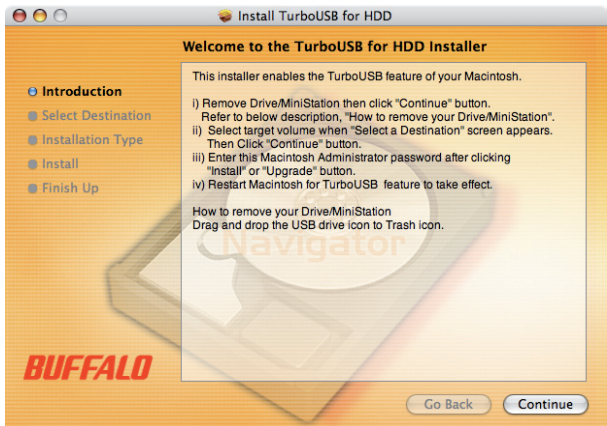 Install TurboUSB for HDD
Welcome to the TurboUSB for HDD Installer
Introduction
Select Destination
Installation Type
Install
Finish Up
This installer enables the TurboUSB feature of your Macintosh.
i) Remove Drive/MiniStation then click "Continue" button.
Refer to below description, "How to remove your Drive/MiniStation".
ii) Select target volume when "Select a Destination" screen appears.
Then Click "Continue" button.
iii) Enter this Macintosh Administrator password after clicking
"Install" or "Upgrade" button.
iv) Restart Macintosh for TurboUSB feature to take effect.
How to remove your Drive/MiniStation
Drag and drop the USB drive icon to Trash icon.
Navigator
BUFFALO
Go Back
Continue